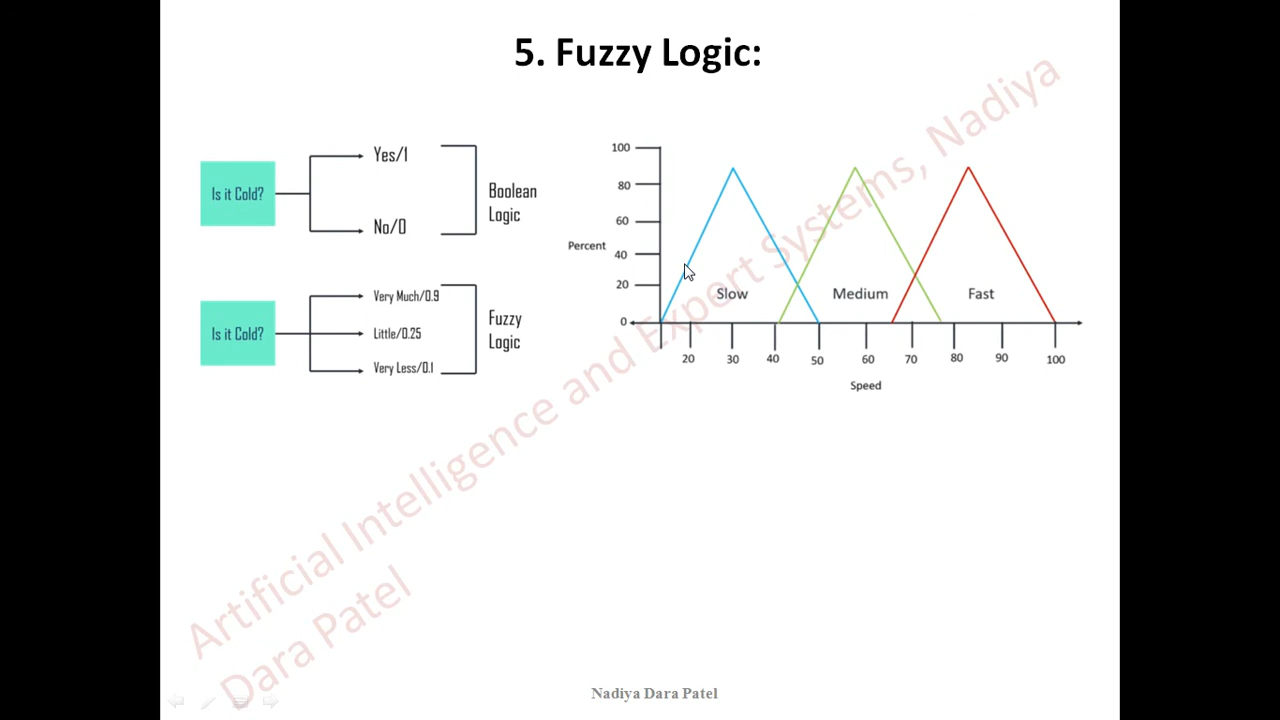 5. Fuzzy Logic:
Is it Cold?
Yes/1
No/0
Boolean
Logic
Is it Cold?
Very Much/0.9
Little/0.25
Very Less/0.1
Fuzzy
Logic
100
80
60
40
20
0
Percent
Slow
Medium
Fast
20 30 40 50 60 70 80 90 100
Speed
Artificial Intelligence and Expert Systems, Nadiya
Dara Patel
Nadiya Dara Patel